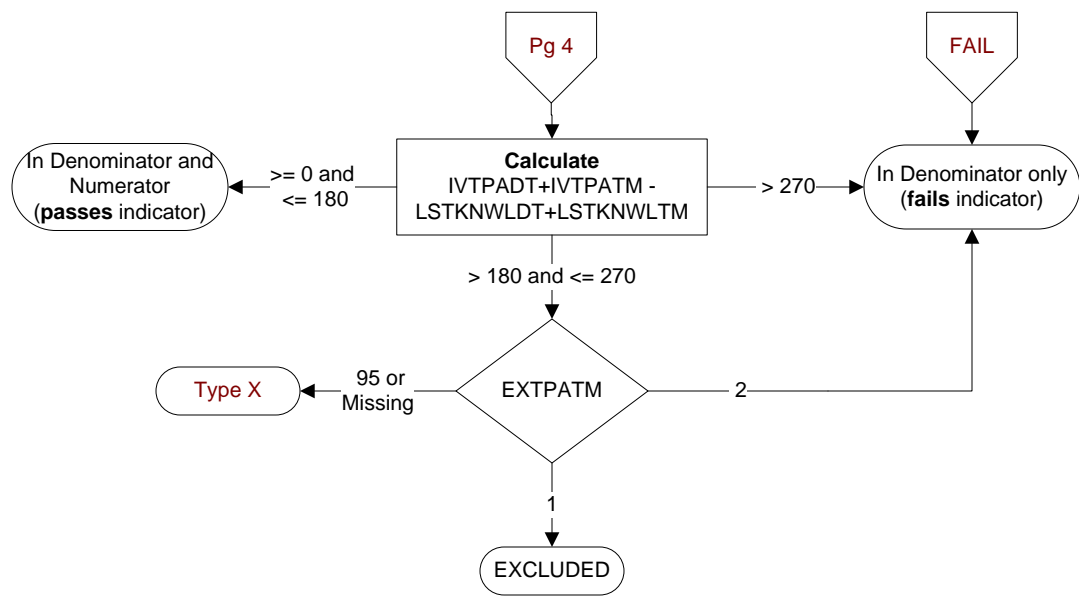 Pg 4
FAIL
In Denominator and
Numerator
(passes indicator)
>= 0 and
<= 180
Calculate
IVTPADT+IVTPATM -
LSTKNWLDT+LSTKNWLTM
> 270
In Denominator only
(fails indicator)
> 180 and <= 270
Type X
95 or
Missing
EXTPATM
2
1
EXCLUDED